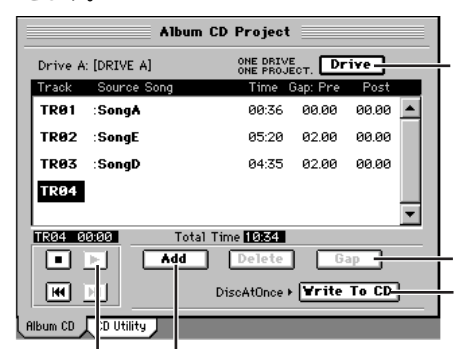 Album CD Project
Drive A: [DRIVE A] ONE DRIVE ONE PROJECT. Drive
Track Source Song Time Gap: Pre Post
TR01 :SongA 00:36 00.00 00.00
TR02 :SongE 05:20 02.00 00.00
TR03 :SongD 04:35 02.00 00.00
TR04
TR04 00:00 Total Time 10:34
Add Delete Gap
DiscAtOnce Write To CD
Album CD CD Utility